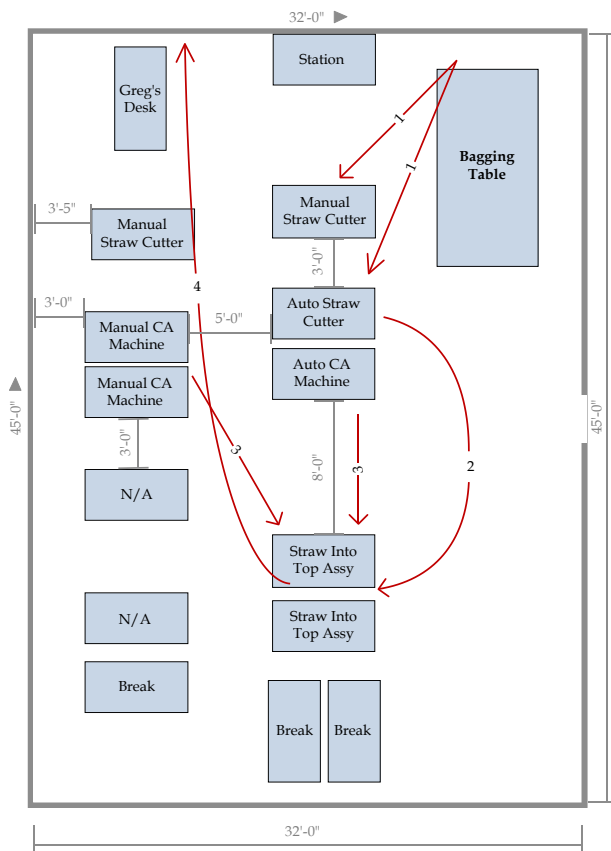 32'-0"
Station
Greg's
Desk
1
1
Bagging
Table
3'-5"
Manual
Straw Cutter
Manual
Straw Cutter
3'-0"
4
3'-0"
5'-0"
Auto Straw
Cutter
Manual CA
Machine
Auto CA
Machine
Manual CA
Machine
45'-0"
45'-0"
3'-0"
3
8'-0"
3
2
N/A
Straw Into
Top Assy
N/A
Straw Into
Top Assy
Break
Break
Break
32'-0"